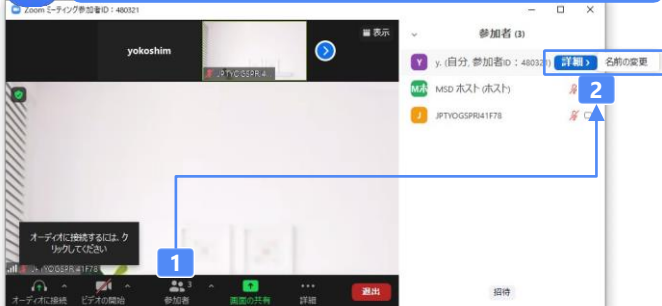 Zoom ミーティング参加者ID：480321
yokoshim
表示
参加者 (3)
Y
y. (自分, 参加者ID：480321)
詳細 >
名前の変更
M木
MSD ホスト (ホスト)
2
J
JPTYOGSPRI41F78
JPTYOGSPRI4
オーディオに接続するには、ク
リックしてください
JPTYOGSPRI41F78
1
3
オーディオに接続
ビデオの開始
参加者
画面の共有
詳細
退出
招待